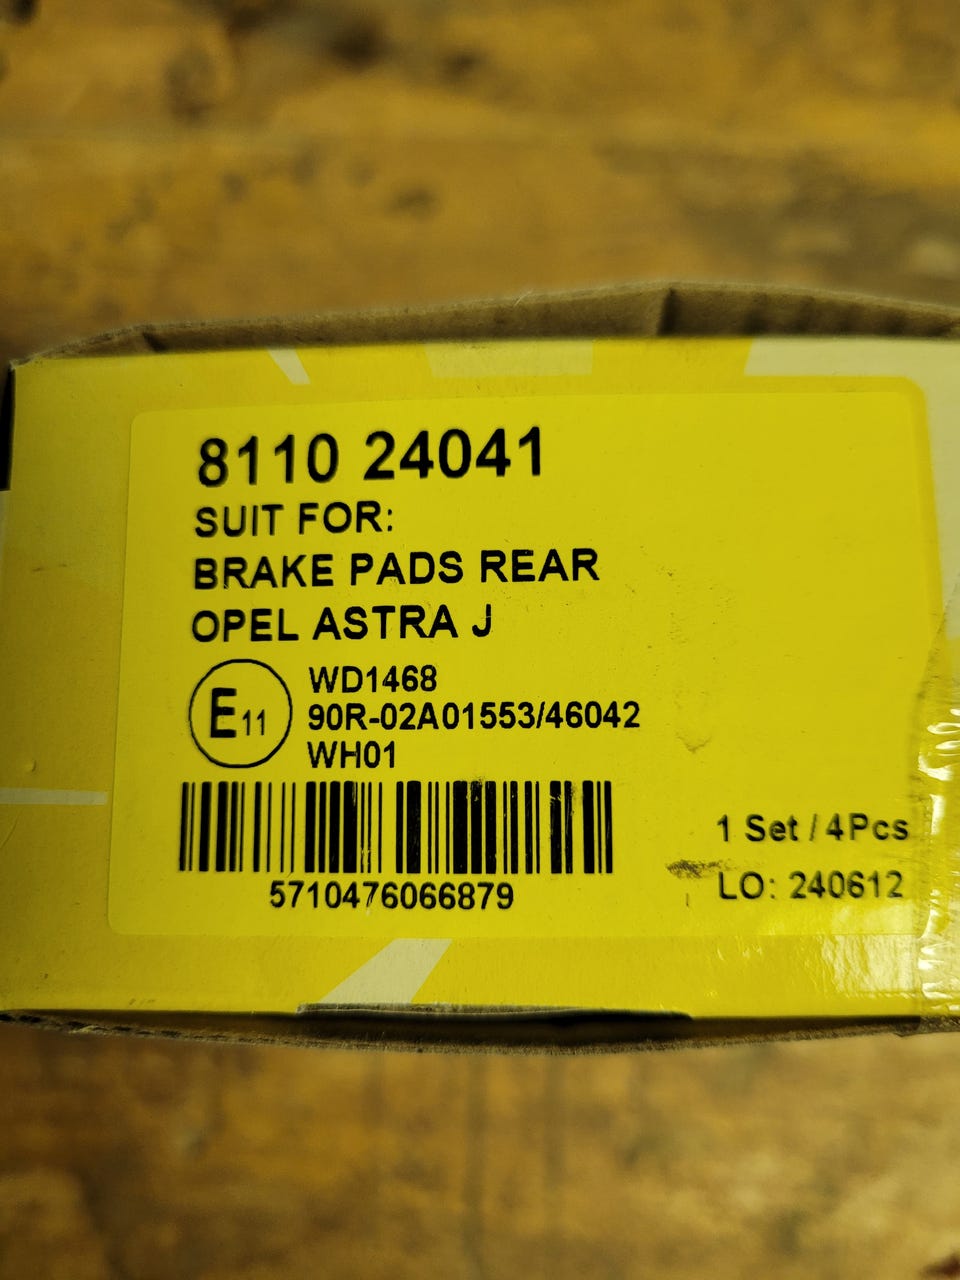 8110 24041
SUIT FOR:
BRAKE PADS REAR
OPEL ASTRA J
E11
WD1468
90R-02A01553/46042
WH01
5710476066879
1 Set / 4Pcs
LO: 240612